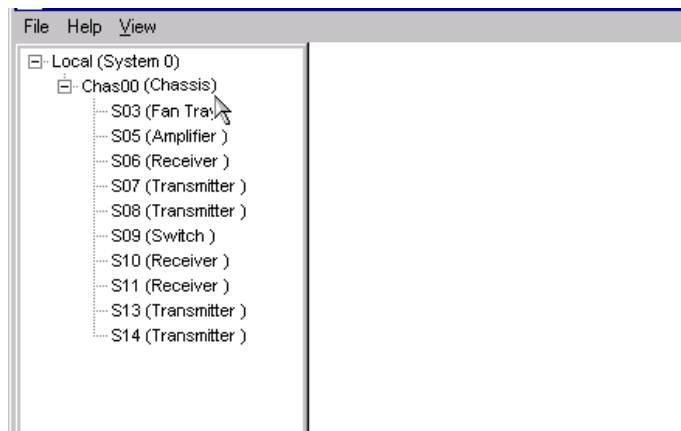 File Help View
Local (System 0)
Chas00 (Chassis)
S03 (Fan Tray
S05 (Amplifier )
S06 (Receiver )
S07 (Transmitter )
S08 (Transmitter )
S09 (Switch )
S10 (Receiver )
S11 (Receiver )
S13 (Transmitter )
S14 (Transmitter )